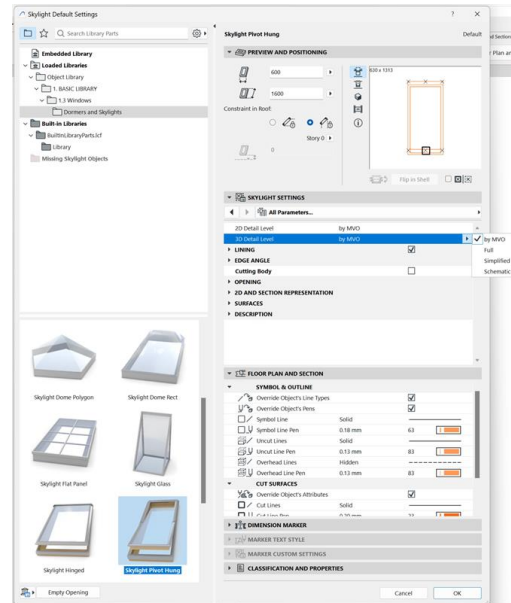 Skylight Default Settings
?
Search Library Parts
Embedded Library
Loaded Libraries
Object Library
1. BASIC LIBRARY
1.3 Windows
Dormers and Skylights
Built-in Libraries
BuiltInLibraryParts.lcf
Library
Missing Skylight Objects
Skylight Dome Polygon
Skylight Dome Rect
Skylight Flat Panel
Skylight Glass
Skylight Hinged
Skylight Pivot Hung
Empty Opening
Skylight Pivot Hung
Default
PREVIEW AND POSITIONING
600
1600
Constraint in Roof:
Story 0
0
630 x 1313
Flip in Shell
SKYLIGHT SETTINGS
All Parameters...
2D Detail Level by MVO
3D Detail Level by MVO
LINING
EDGE ANGLE
Cutting Body
OPENING
2D AND SECTION REPRESENTATION
SURFACES
DESCRIPTION
by MVO
Full
Simplified
Schematic
FLOOR PLAN AND SECTION
SYMBOL & OUTLINE
Override Object's Line Types
Override Object's Pens
Symbol Line Solid
Symbol Line Pen 0.18 mm 63
Uncut Lines Solid
Uncut Line Pen 0.13 mm 83
Overhead Lines Hidden
Overhead Line Pen 0.13 mm 83
CUT SURFACES
Override Object's Attributes
Cut Lines Solid
DIMENSION MARKER
MARKER TEXT STYLE
MARKER CUSTOM SETTINGS
CLASSIFICATION AND PROPERTIES
Cancel
OK